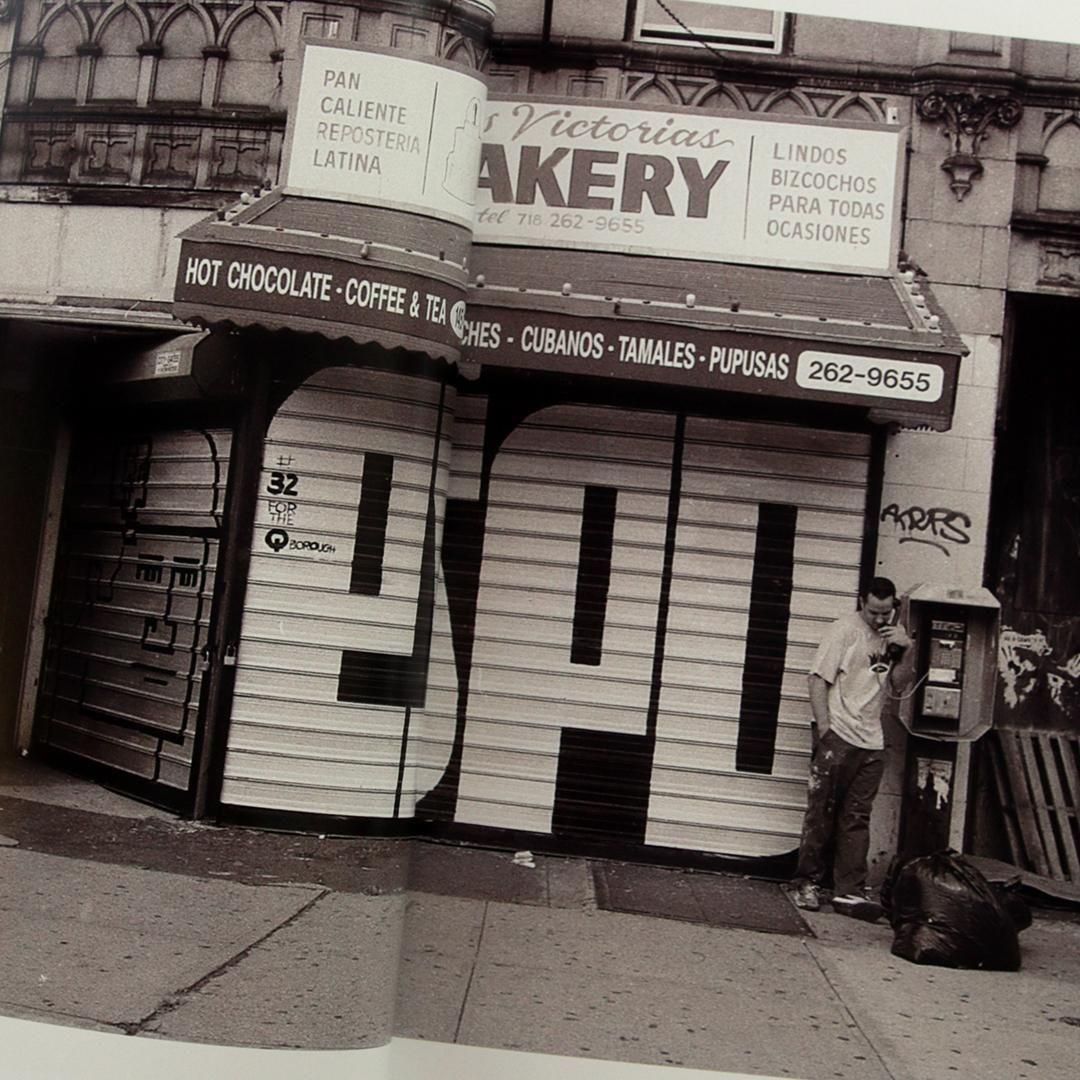 PAN
CALIENTE
REPOSTERIA
LATINA
s Victorias
AKERY
tel 718 262-9655
LINDOS
BIZCOCHOS
PARA TODAS
OCASIONES
HOT CHOCOLATE · COFFEE & TEA
CHES - CUBANOS · TAMALES · PUPUSAS 262-9655
#
32
FOR
THE
Q BOROUGH